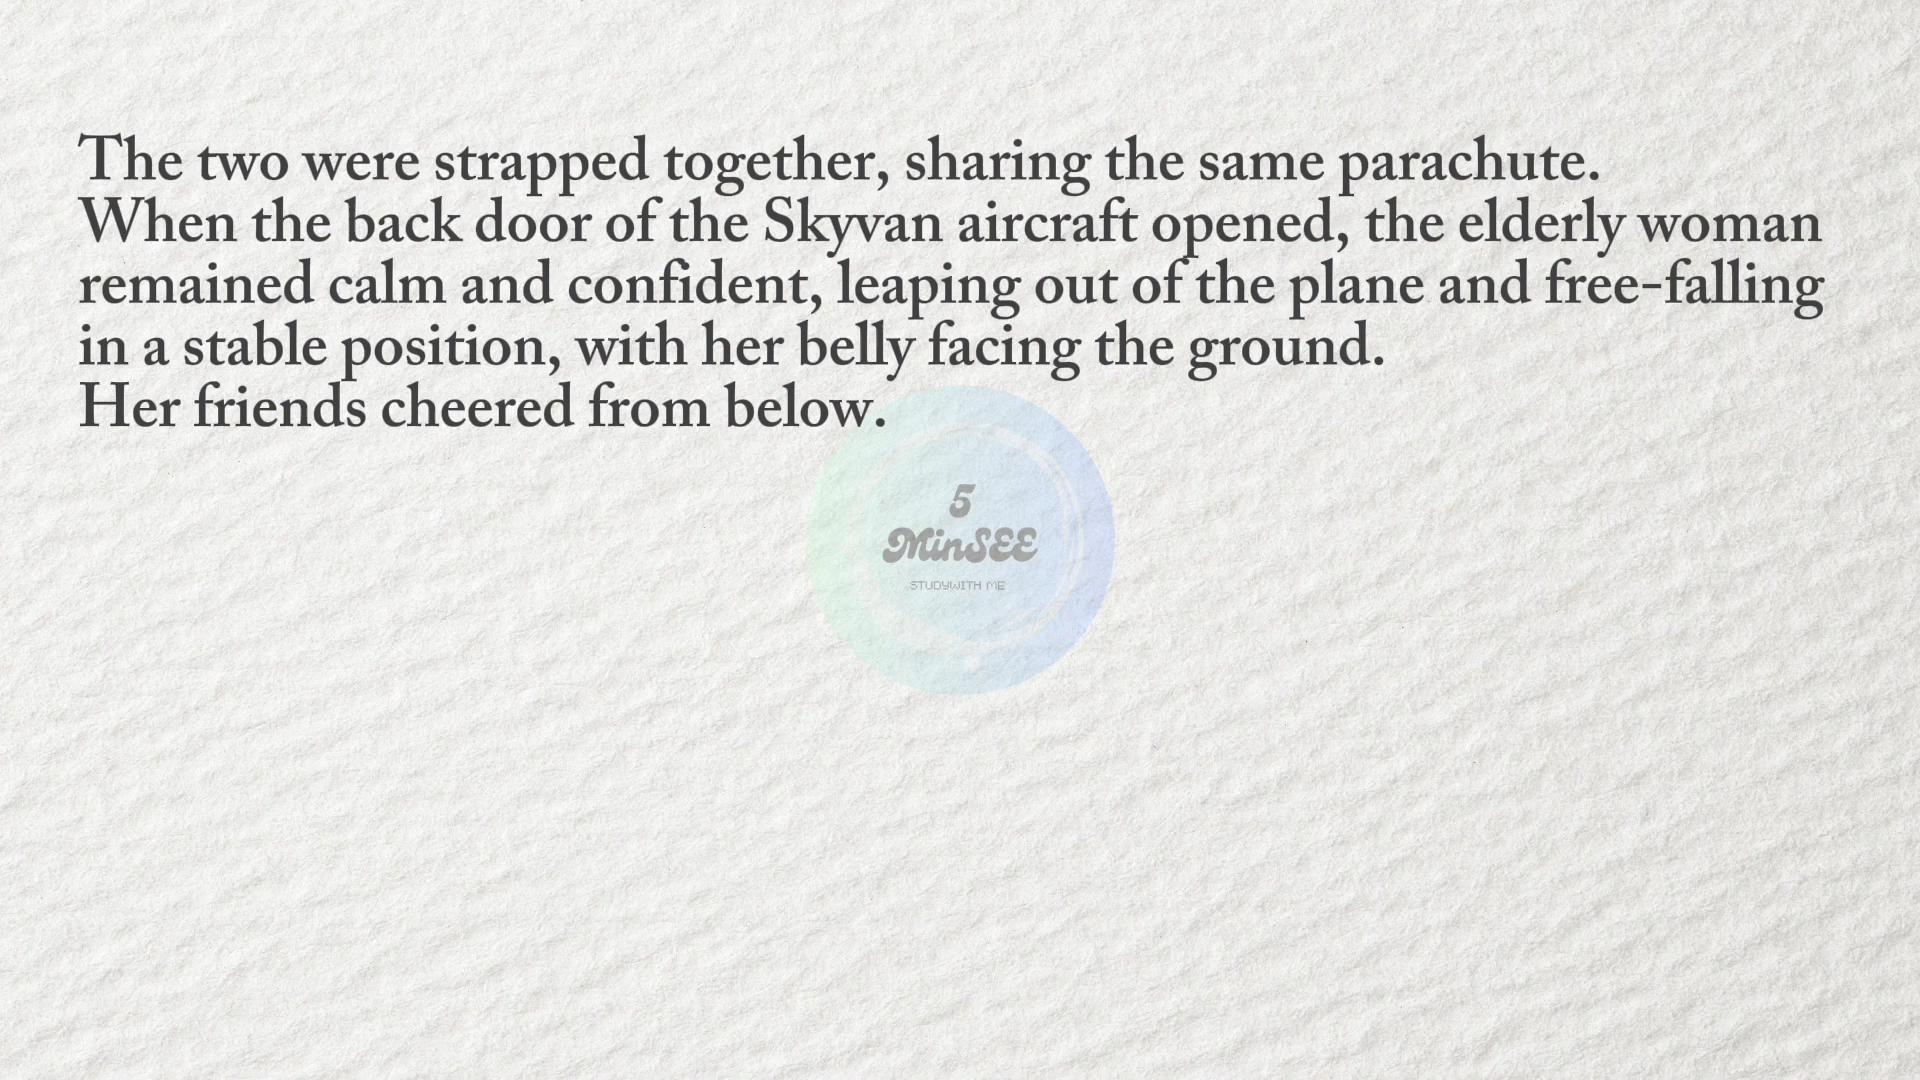 The two were strapped together, sharing the same parachute.
When the back door of the Skyvan aircraft opened, the elderly woman
remained calm and confident, leaping out of the plane and free-falling
in a stable position, with her belly facing the ground.
Her friends cheered from below.
5
MinSEE
STUDYWITH ME